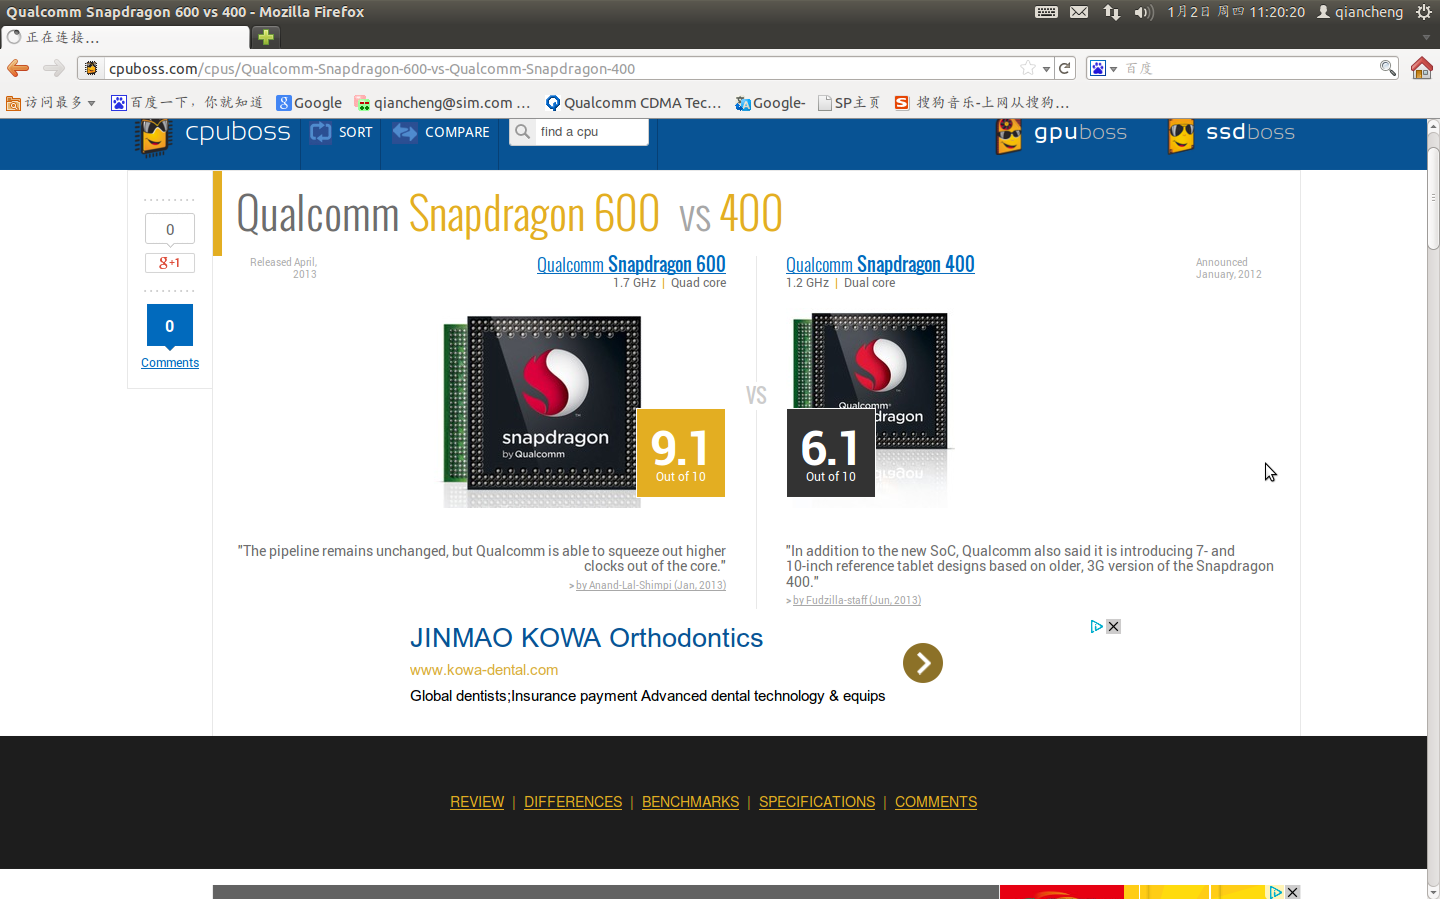 Qualcomm Snapdragon 600 vs 400 - Mozilla Firefox
1月2日 周四 11:20:20
qiancheng
正在连接...
cpuboss.com/cpus/Qualcomm-Snapdragon-600-vs-Qualcomm-Snapdragon-400
百度
访问最多
百度一下，你就知道
Google
qiancheng@sim.com ...
Qualcomm CDMA Tec...
Google-
SP主页
搜狗音乐-上网从搜狗...
cpuboss
SORT
COMPARE
find a cpu
gpuboss
ssdboss
0
g+1
0
Comments
Qualcomm Snapdragon 600 vs 400
Released April,
2013
Qualcomm Snapdragon 600
1.7 GHz | Quad core
snapdragon
by Qualcomm
9.1
Out of 10
"The pipeline remains unchanged, but Qualcomm is able to squeeze out higher
clocks out of the core."
> by Anand-Lal-Shimpi (Jan, 2013)
VS
Qualcomm Snapdragon 400
1.2 GHz | Dual core
Announced
January, 2012
Qualcomm
dragon
6.1
Out of 10
"In addition to the new SoC, Qualcomm also said it is introducing 7- and
10-inch reference tablet designs based on older, 3G version of the Snapdragon
400."
> by Fudzilla-staff (Jun, 2013)
JINMAO KOWA Orthodontics
www.kowa-dental.com
Global dentists;Insurance payment Advanced dental technology & equips
REVIEW | DIFFERENCES | BENCHMARKS | SPECIFICATIONS | COMMENTS